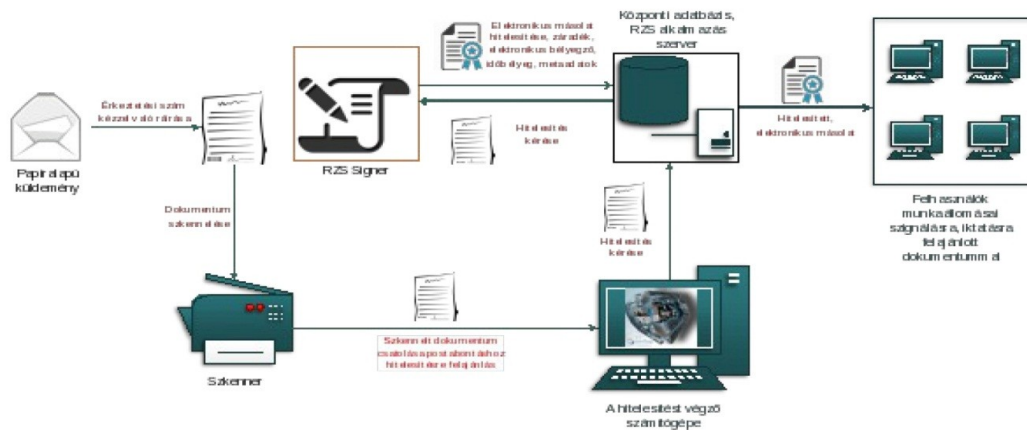 Papíralapú
küldemény
Érkeztetési szám
kézzel való ráírása
Dokumentum
szkennelése
Szkenner
Szkennelt dokumentum
csatolása postabontáshoz
hitelesítésre felajánlás
A hitelesítést végző
számítógépe
Hitelesítés
kérése
RZS Signer
Elektronikus másolat
hitelesítése, záradék,
elektronikus bélyegző,
időbélyeg, metaadatok
Hitelesítés
kérése
Központi adatbázis,
RZS alkalmazás
szerver
Hitelesített,
elektronikus másolat
Felhasználók
munkaállomásai
szignálásra, iktatásra
felajánlott
dokumentummal